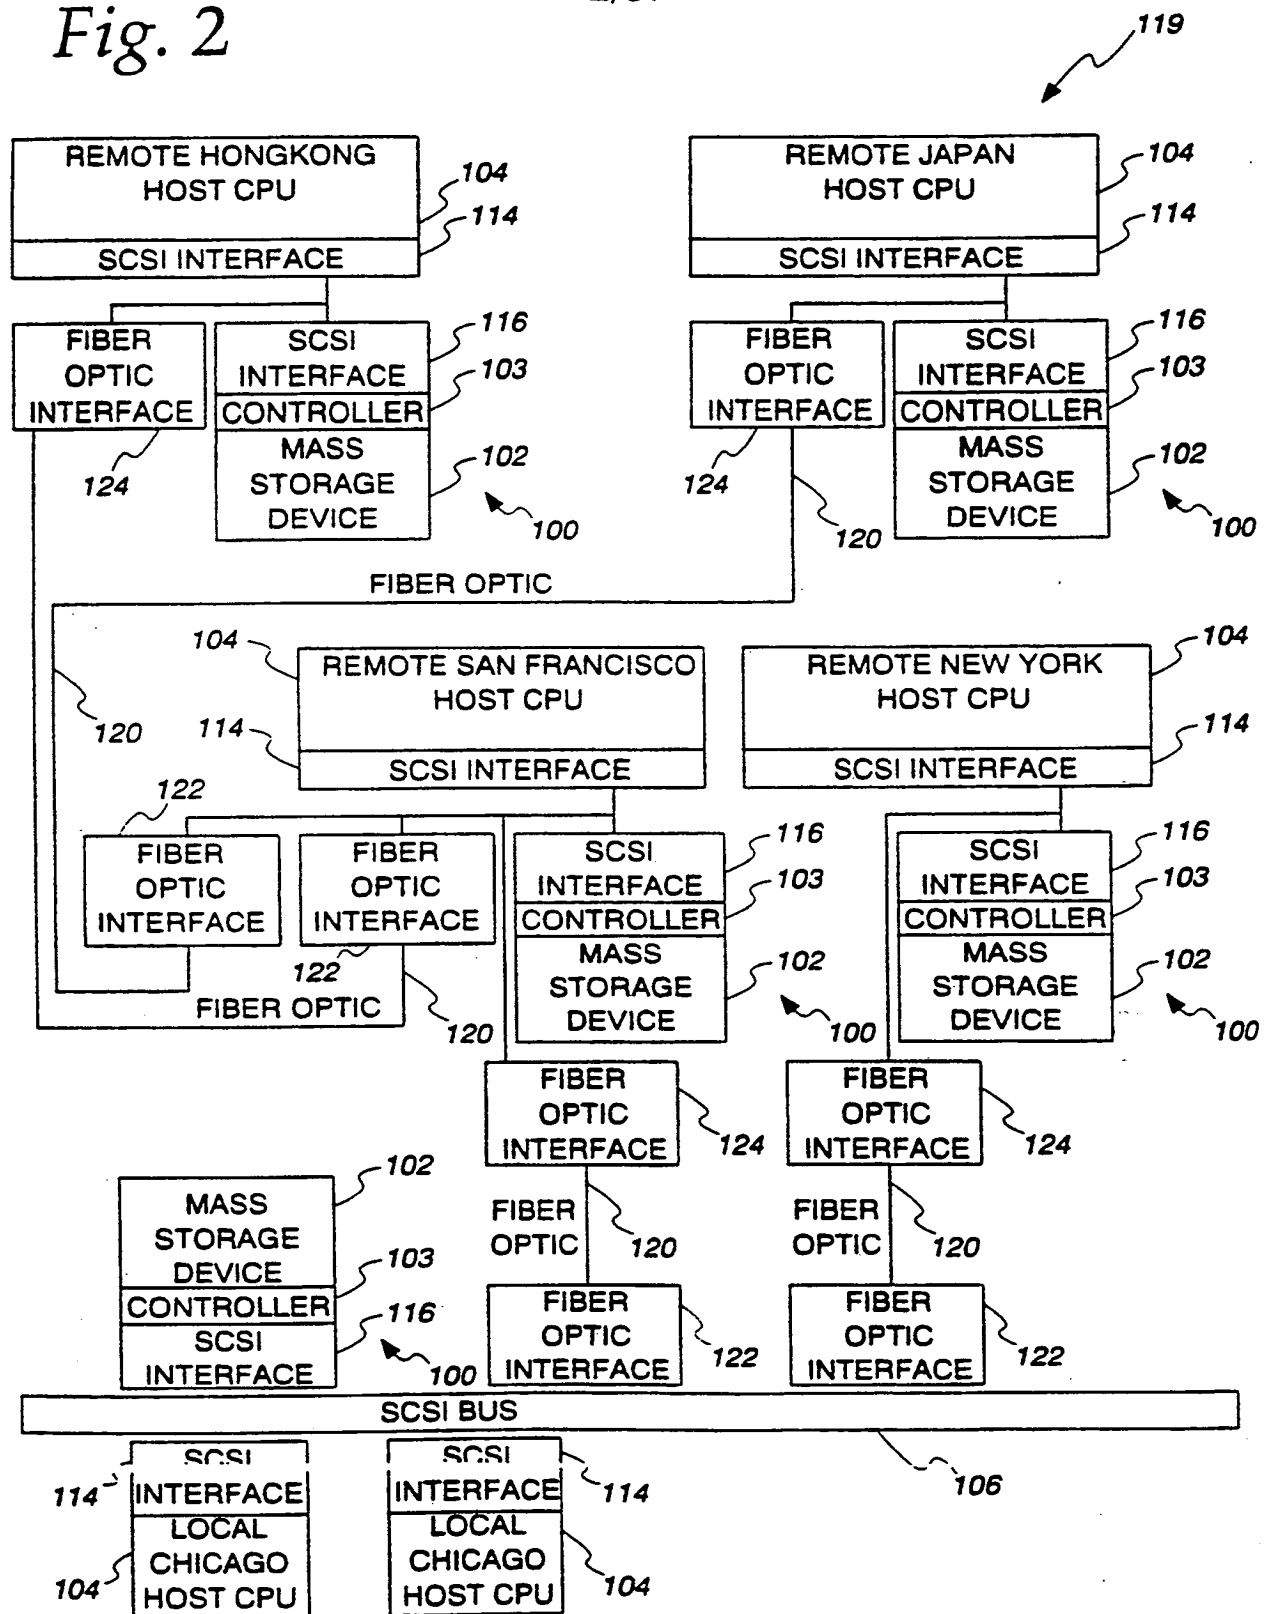 Fig. 2
119
REMOTE HONGKONG
HOST CPU
104
114
SCSI INTERFACE
REMOTE JAPAN
HOST CPU
104
114
SCSI INTERFACE
FIBER
OPTIC
INTERFACE
124
SCSI
INTERFACE
CONTROLLER
MASS
STORAGE
DEVICE
116
103
102
100
FIBER
OPTIC
INTERFACE
124
120
SCSI
INTERFACE
CONTROLLER
MASS
STORAGE
DEVICE
116
103
102
100
FIBER OPTIC
120
104
REMOTE SAN FRANCISCO
HOST CPU
114
SCSI INTERFACE
REMOTE NEW YORK
HOST CPU
104
114
SCSI INTERFACE
122
FIBER
OPTIC
INTERFACE
FIBER
OPTIC
INTERFACE
122
FIBER OPTIC
120
SCSI
INTERFACE
CONTROLLER
MASS
STORAGE
DEVICE
116
103
102
100
SCSI
INTERFACE
CONTROLLER
MASS
STORAGE
DEVICE
116
103
102
100
FIBER
OPTIC
INTERFACE
124
FIBER
OPTIC
INTERFACE
124
FIBER
OPTIC
120
FIBER
OPTIC
120
MASS
STORAGE
DEVICE
CONTROLLER
SCSI
INTERFACE
102
103
116
100
FIBER
OPTIC
INTERFACE
122
FIBER
OPTIC
INTERFACE
122
SCSI BUS
106
SCSI
INTERFACE
LOCAL
CHICAGO
HOST CPU
114
104
SCSI
INTERFACE
LOCAL
CHICAGO
HOST CPU
114
104